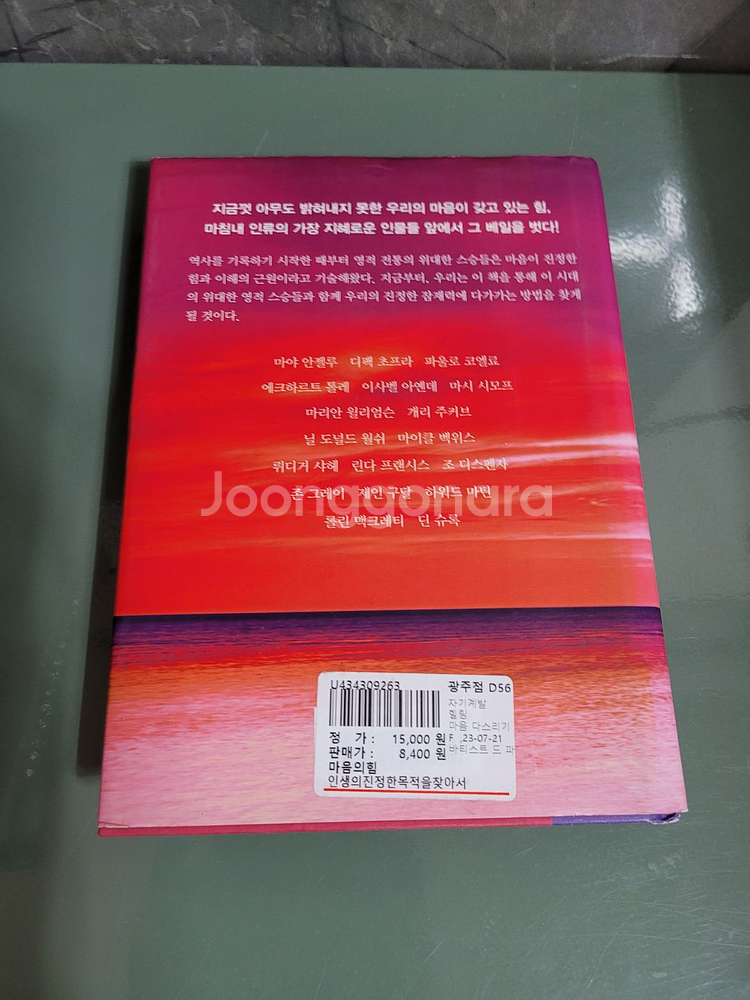 지금껏 아무도 밝혀내지 못한 우리의 마음이 갖고 있는 힘,
마침내 인류의 가장 지혜로운 인물들 앞에서 그 베일을 벗다!
역사를 기록하기 시작한 때부터 영적 전통의 위대한 스승들은 마음이 진정한
힘과 이해의 근원이라고 기술해왔다. 지금부터, 우리는 이 책을 통해 이 시대
의 위대한 영적 스승들과 함께 우리의 진정한 잠재력에 다가가는 방법을 찾게
될 것이다.
마야 안젤루 디팩 초프라 파울로 코엘료
에크하르트 톨레 이사벨 아옌데 마시 시모프
마리안 윌리엄슨 개리 주커브
닐 도널드 월쉬 마이클 백위스
뤼디거 샤헤 린다 프랜시스 조 디스펜자
존 그레이 제인 구달 하워드 마틴
Joonggonara
롤린 맥크레티 딘 슈록
U434309263 광주점 D56
자기계발
힐링
마음 다스리기
정 가 : 15,000 원 F ,23-07-21
판매가 : 8,400 원 바티스트 드 파
마음의힘
인생의진정한목적을찾아서